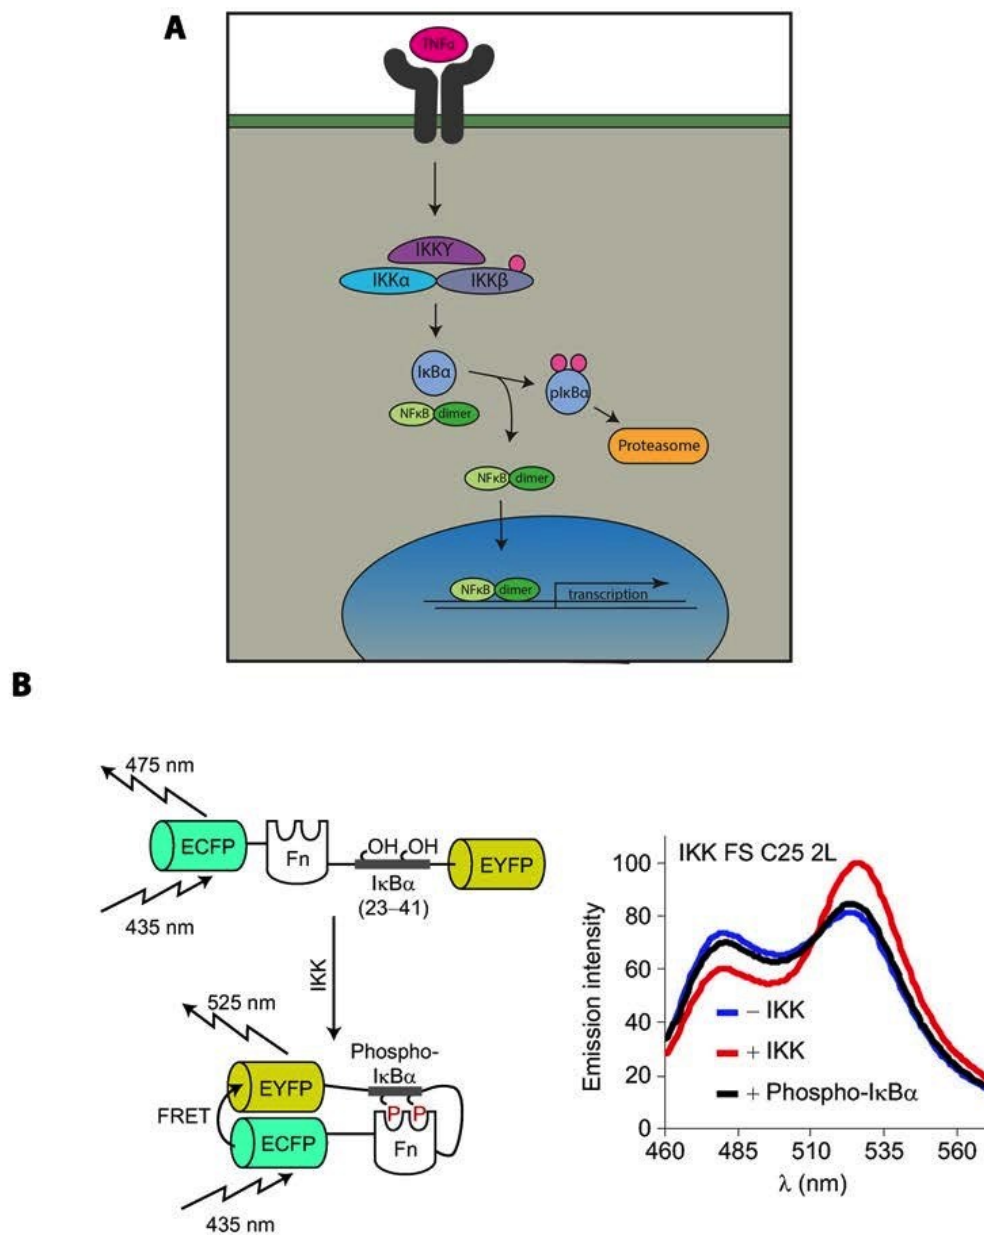 A
TNFα
IKKγ
IKKα
IKKβ
IκBα
pIκBα
NFκB dimer
Proteasome
NFκB dimer
NFκB dimer
transcription
B
475 nm
ECFP
Fn
OH OH
EYFP
IκBα
(23–41)
435 nm
IKK
525 nm
Phospho-
IκBα
EYFP
P P
FRET
ECFP
Fn
435 nm
IKK FS C25 2L
Emission intensity
100
80
60
40
20
0
– IKK
+ IKK
+ Phospho-IκBα
460 485 510 535 560
λ (nm)